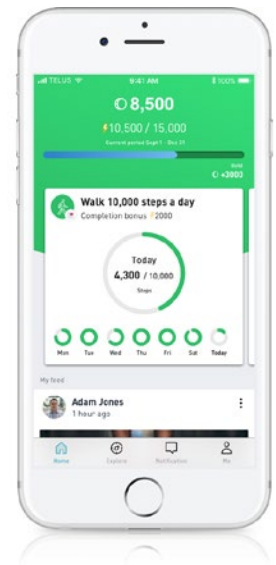 TELUS 9:41 AM 100%
8,500
10,500 / 15,000
Current period Sept 1 - Dec 31
+3000
Walk 10,000 steps a day
Completion bonus 2000
Today
4,300 / 10,000
Steps
Mon Tue Wed Thu Fri Sat Today
My feed
Adam Jones
1 hour ago
Home Explore Notification Me